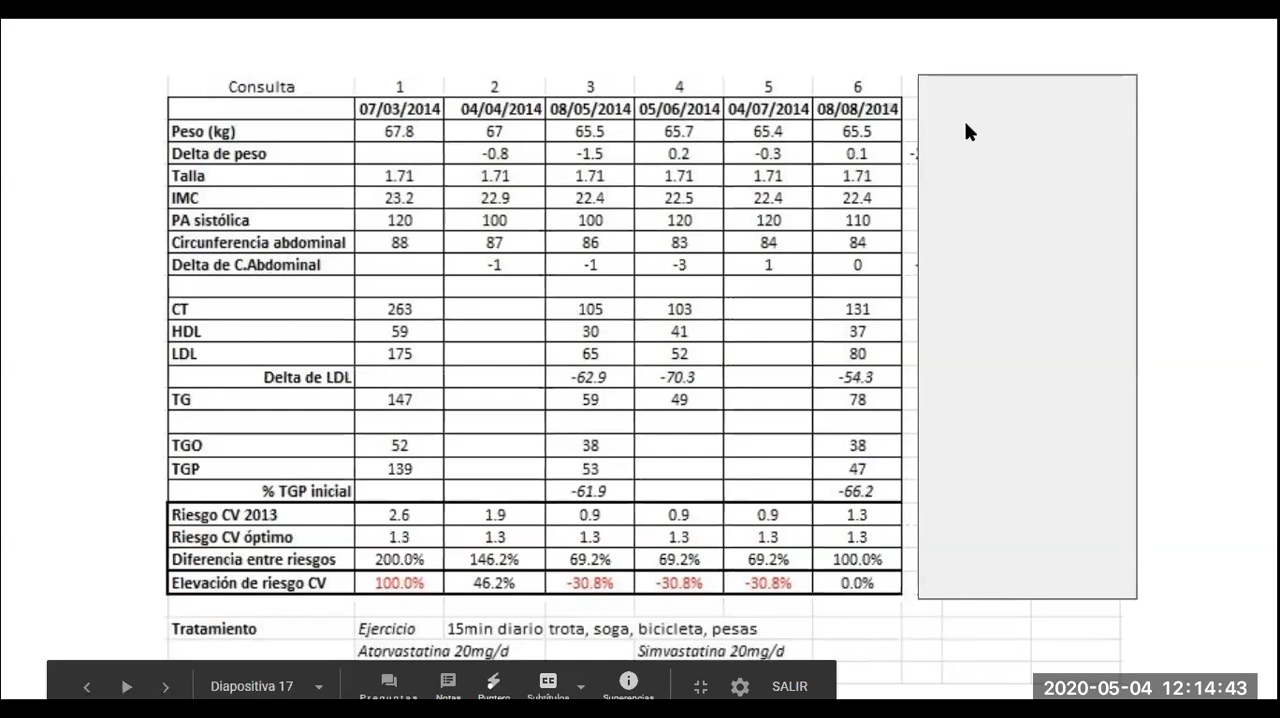 Consulta 1 2 3 4 5 6
07/03/2014 04/04/2014 08/05/2014 05/06/2014 04/07/2014 08/08/2014
Peso (kg) 67.8 67 65.5 65.7 65.4 65.5
Delta de peso -0.8 -1.5 0.2 -0.3 0.1
Talla 1.71 1.71 1.71 1.71 1.71 1.71
IMC 23.2 22.9 22.4 22.5 22.4 22.4
PA sistólica 120 100 100 120 120 110
Circunferencia abdominal 88 87 86 83 84 84
Delta de C.Abdominal -1 -1 -3 1 0
CT 263 105 103 131
HDL 59 30 41 37
LDL 175 65 52 80
Delta de LDL -62.9 -70.3 -54.3
TG 147 59 49 78
TGO 52 38 38
TGP 139 53 47
% TGP inicial -61.9 -66.2
Riesgo CV 2013 2.6 1.9 0.9 0.9 0.9 1.3
Riesgo CV óptimo 1.3 1.3 1.3 1.3 1.3 1.3
Diferencia entre riesgos 200.0% 146.2% 69.2% 69.2% 69.2% 100.0%
Elevación de riesgo CV 100.0% 46.2% -30.8% -30.8% -30.8% 0.0%
Tratamiento Ejercicio 15min diario trota, soga, bicicleta, pesas
Atorvastatina 20mg/d Simvastatina 20mg/d
Diapositiva 17 Preguntas Notas Puntero Subtítulos Sugerencias SALIR
2020-05-04 12:14:43